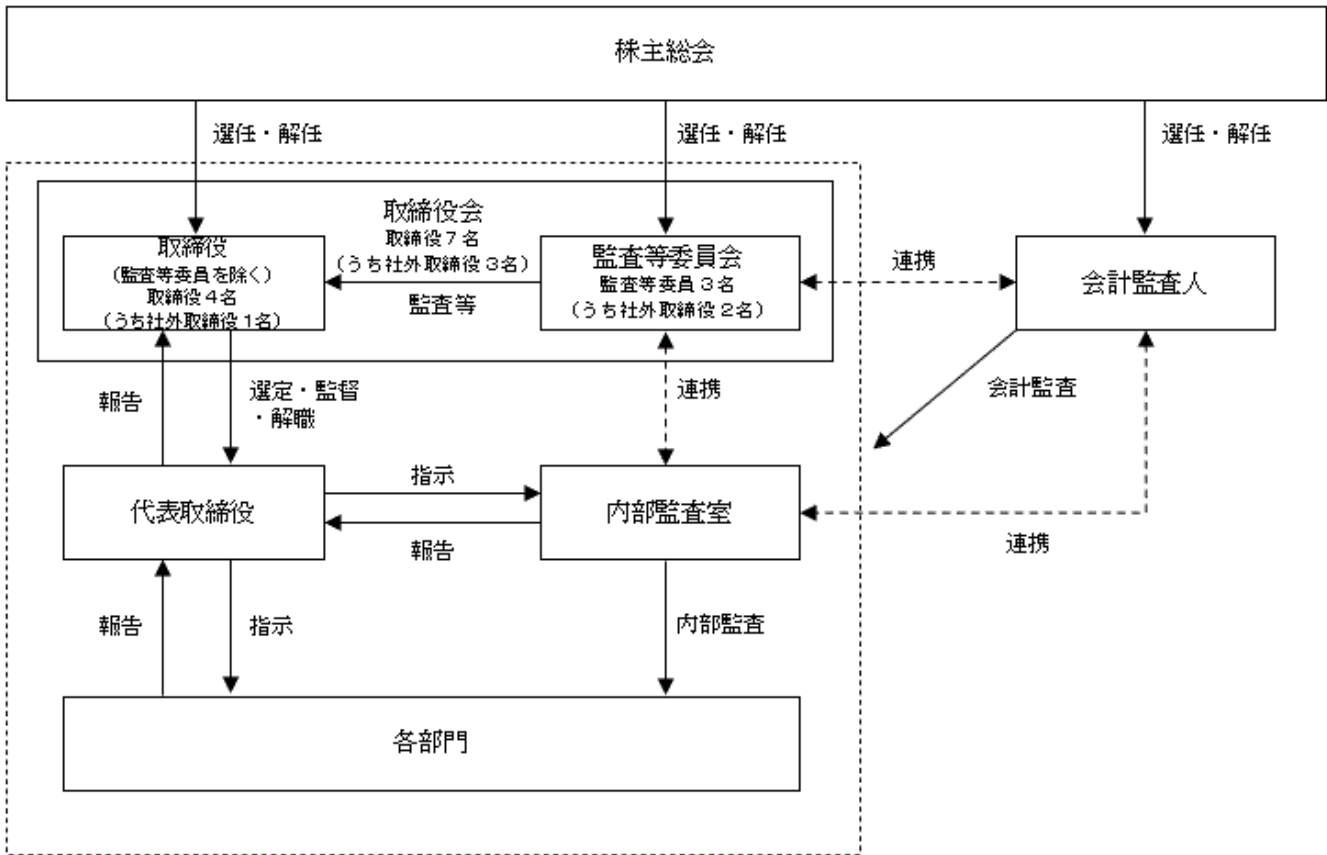 株主総会
選任・解任
選任・解任
選任・解任
取締役会
取締役７名
（うち社外取締役３名）
取締役
（監査等委員を除く）
取締役４名
（うち社外取締役１名）
監査等
監査等委員会
監査等委員３名
（うち社外取締役２名）
連携
会計監査人
報告
選定・監督
・解職
連携
会計監査
代表取締役
指示
報告
内部監査室
連携
報告
指示
内部監査
各部門